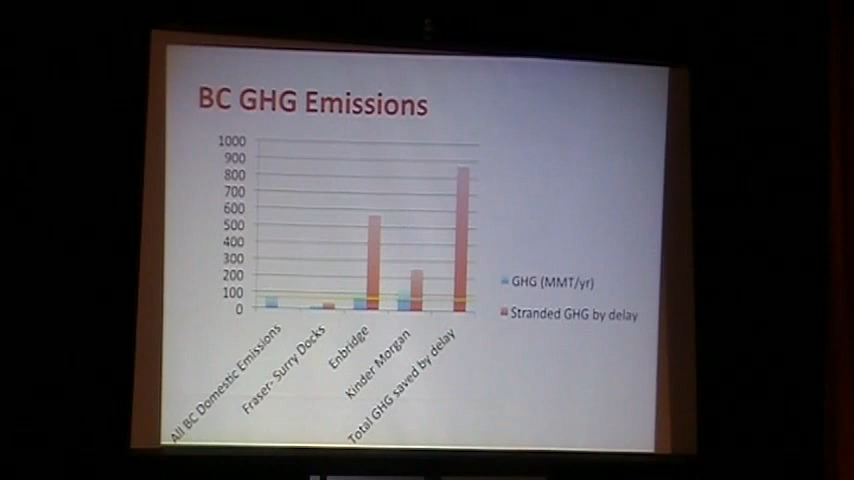 BC GHG Emissions
1000
900
800
700
600
500
400
300
200
100
0
All BC Domestic Emissions
Fraser- Surry Docks
Enbridge
Kinder Morgan
Total GHG saved by delay
GHG (MMT/yr)
Stranded GHG by delay